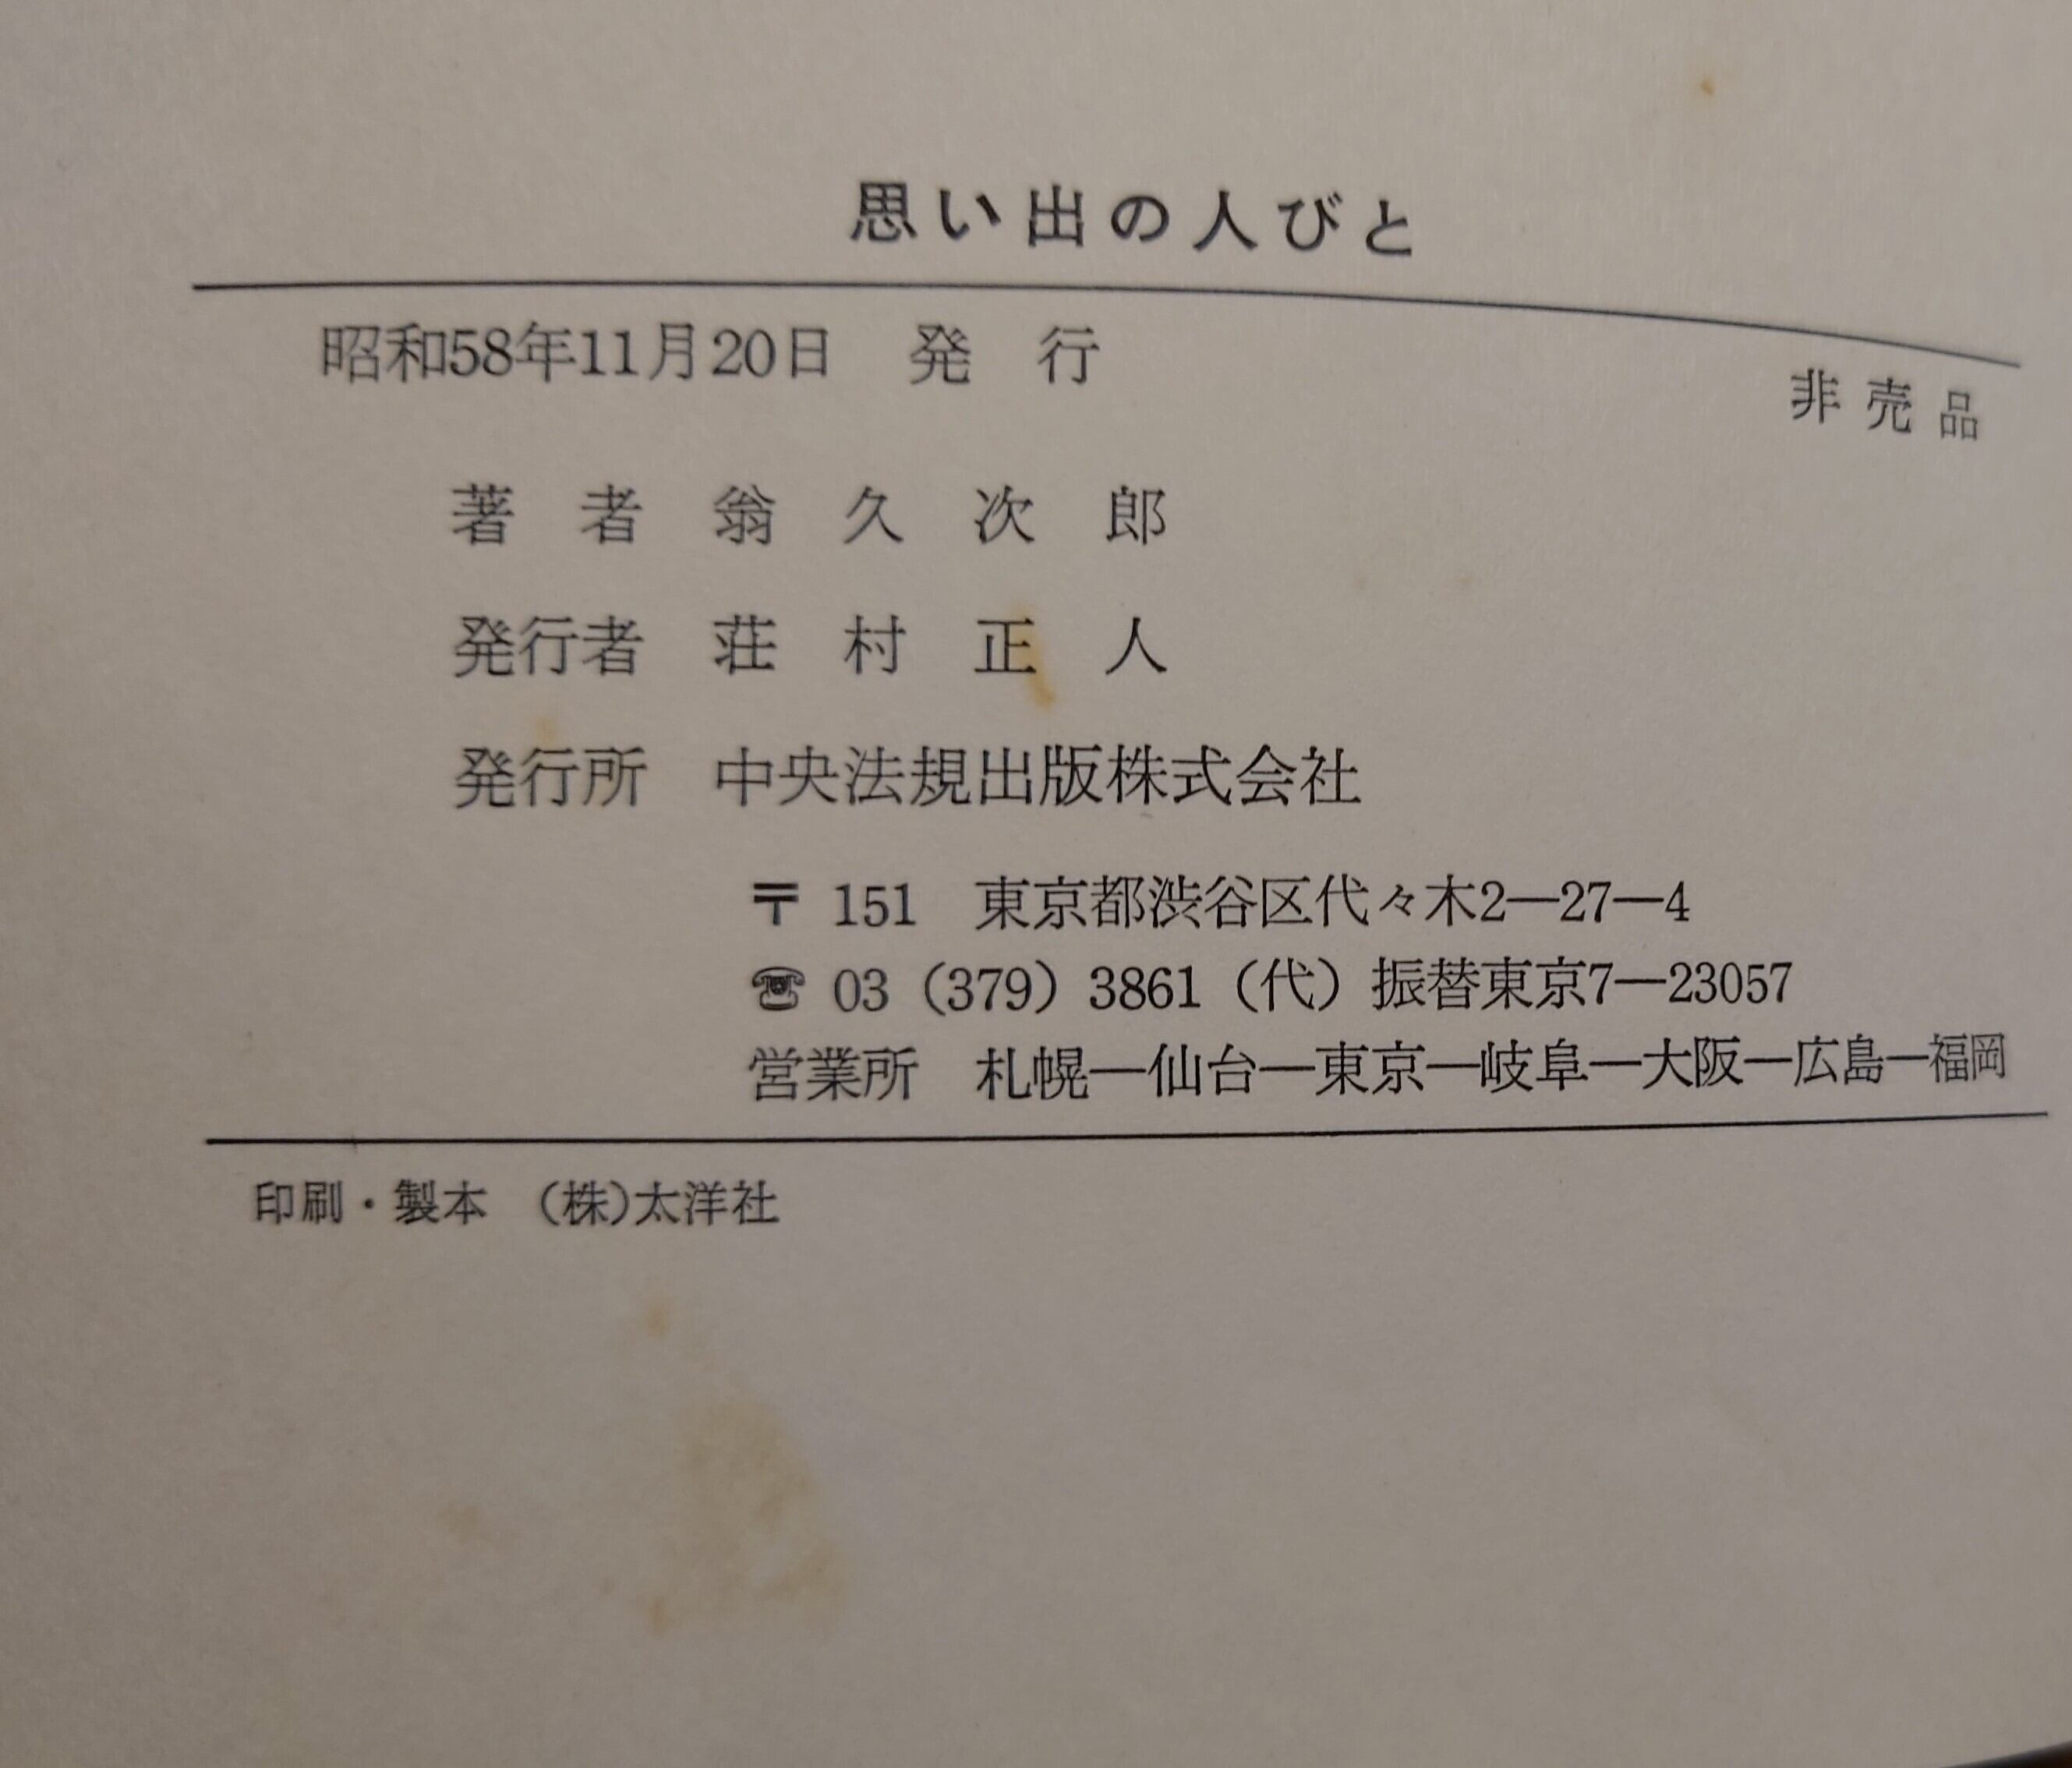 思い出の人びと
昭和58年11月20日　発　行
非売品
著　者　翁　久　次　郎
発行者　荘　村　正　人
発行所　中央法規出版株式会社
〒 151　東京都渋谷区代々木2―27―4
☎ 03（379）3861（代）振替東京7―23057
営業所　札幌―仙台―東京―岐阜―大阪―広島―福岡
印刷・製本　（株）太洋社